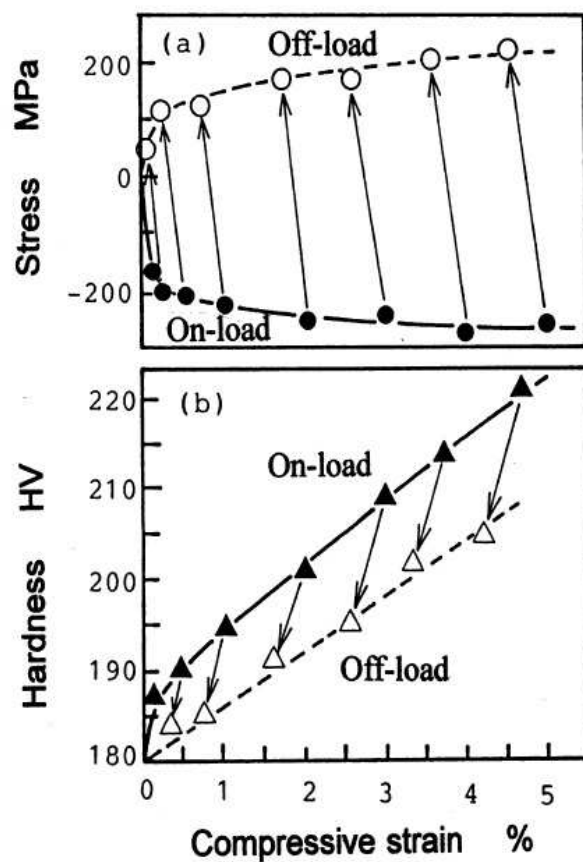 (a)
Off-load
200
0
-200
On-load
Stress MPa
(b)
220
On-load
210
200
190
Off-load
180
Hardness HV
0 1 2 3 4 5
Compressive strain %